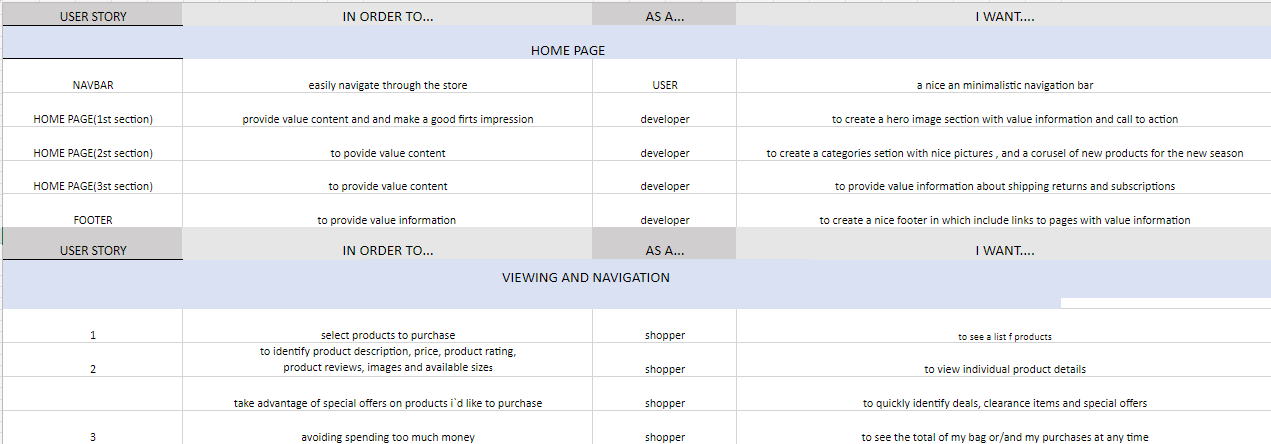 USER STORY IN ORDER TO... AS A... I WANT....
HOME PAGE
NAVBAR easily navigate through the store USER a nice an minimalistic navigation bar
HOME PAGE(1st section) provide value content and and make a good firts impression developer to create a hero image section with value information and call to action
HOME PAGE(2st section) to povide value content developer to create a categories setion with nice pictures , and a corusel of new products for the new season
HOME PAGE(3st section) to provide value content developer to provide value information about shipping returns and subscriptions
FOOTER to provide value information developer to create a nice footer in which include links to pages with value information
USER STORY IN ORDER TO... AS A... I WANT....
VIEWING AND NAVIGATION
1 select products to purchase shopper to see a list f products
to identify product description, price, product rating,
2 product reviews, images and available sizes shopper to view individual product details
take advantage of special offers on products i`d like to purchase shopper to quickly identify deals, clearance items and special offers
3 avoiding spending too much money shopper to see the total of my bag or/and my purchases at any time